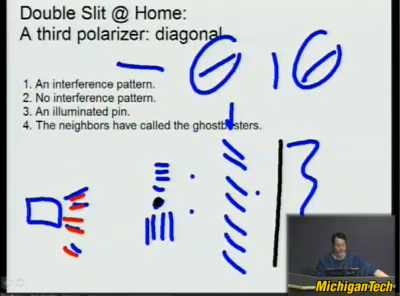 Double Slit @ Home:
A third polarizer: diagonal
1. An interference pattern.
2. No interference pattern.
3. An illuminated pin.
4. The neighbors have called the ghostbusters.
MichiganTech